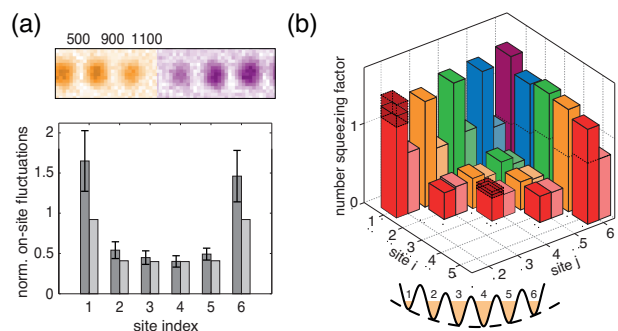 (a)
500 900 1100
norm. on-site fluctuations
2
1.5
1
0.5
0
1 2 3 4 5 6
site index
(b)
number squeezing factor
1
0
1 2 3 4 5
site i
2 3 4 5 6
site j
1 2 3 4 5 6